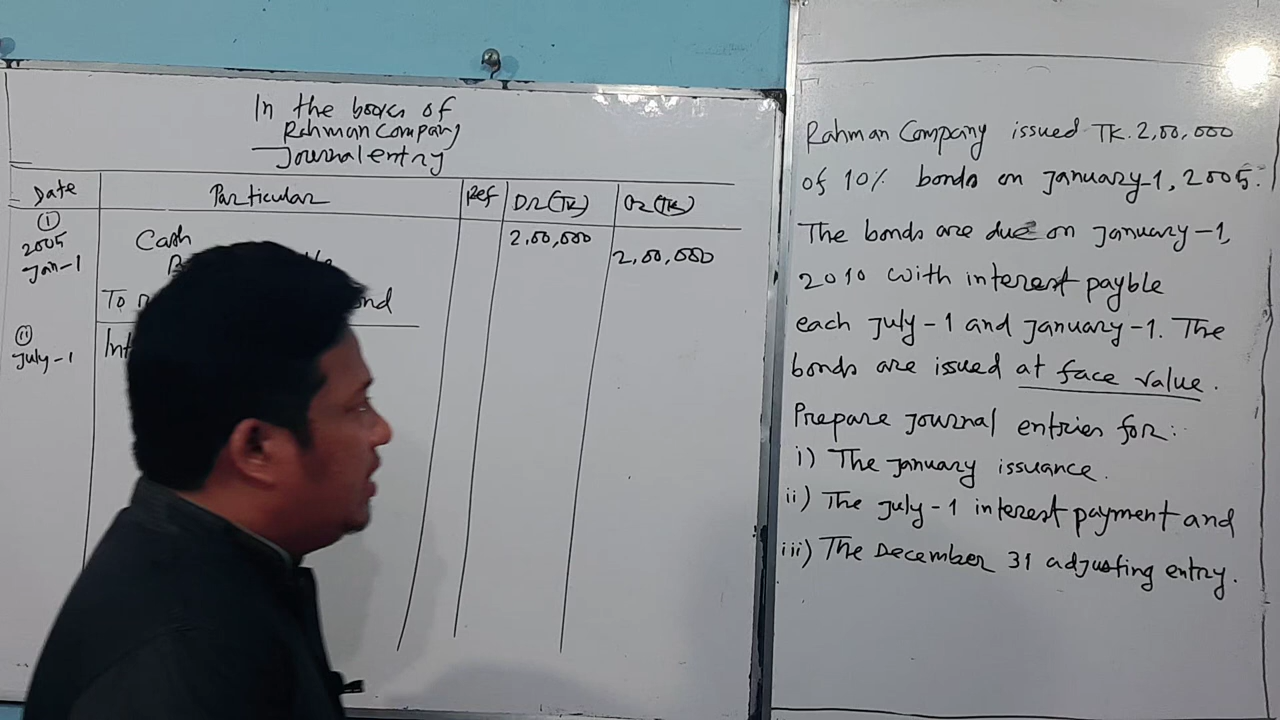 In the books of
Rahman Company
Journal entry
Date Particular Ref Dr (TK) Cr (TK)
(i)
2005
Jan-1
Cash 2,00,000
2,00,000
To
(ii)
July-1
Rahman Company issued TK. 2,00,000
of 10% bonds on January-1, 2005.
The bonds are due on January-1,
2010 with interest payble
each July-1 and January-1. The
bonds are issued at face value.
Prepare Journal entries for:
i) The January issuance.
ii) The July-1 interest payment and
iii) The December 31 adjusting entry.